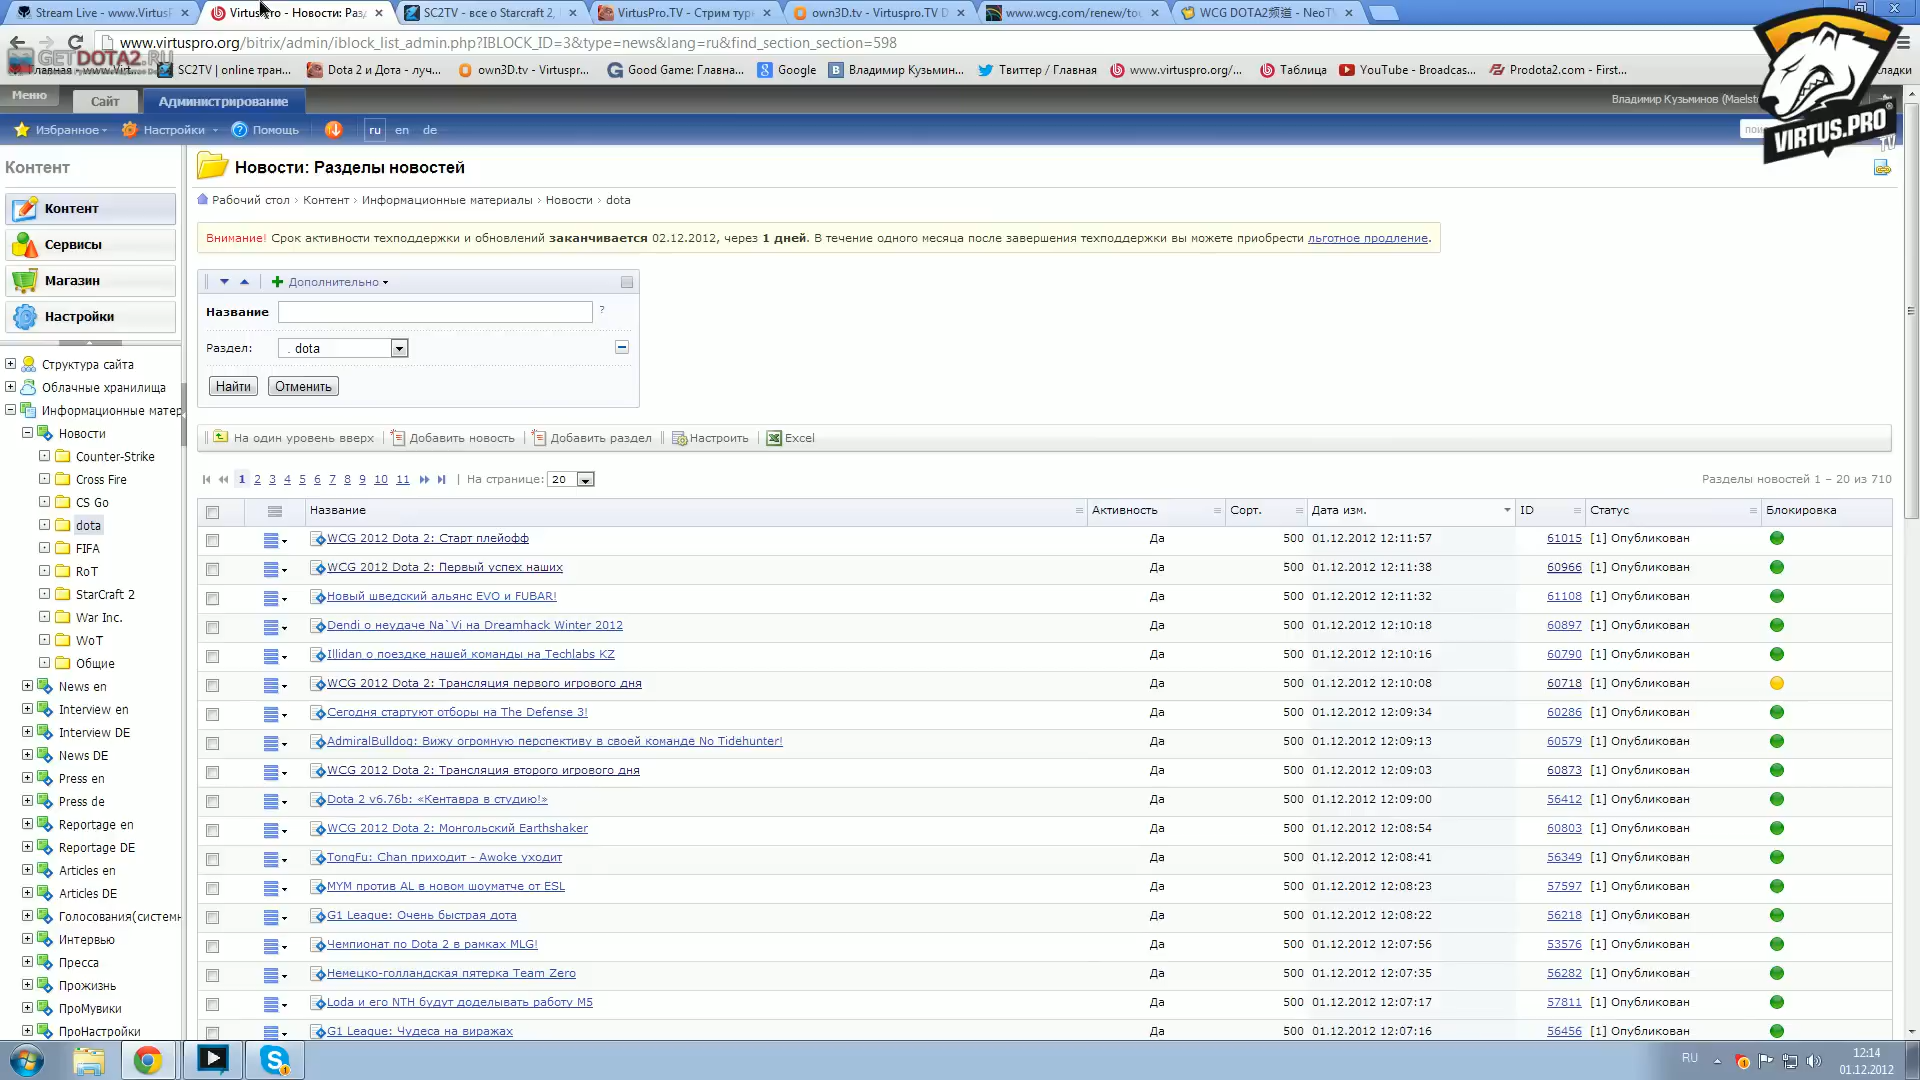 Stream Live - www.VirtusP
VirtusPro - Новости: Разд
SC2TV - все о Starcraft 2,
VirtusPro.TV - Стрим турн
own3D.tv - Virtuspro.TV D
www.wcg.com/renew/tou
WCG DOTA2频道 - NeoTV
www.virtuspro.org/bitrix/admin/iblock_list_admin.php?IBLOCK_ID=3&type=news&lang=ru&find_section_section=598
GETDOTA2.RU
Главная - www.Virt...
SC2TV | online тран...
Dota 2 и Дота - луч...
own3D.tv - Virtuspr...
Good Game: Главна...
Google
Владимир Кузьмин...
Твиттер / Главная
www.virtuspro.org/...
Таблица
YouTube - Broadcas...
Prodota2.com - First...
VIRTUS.PRO
TV
Меню
Сайт
Администрирование
Владимир Кузьминов (Maelst
Избранное
Настройки
Помощь
ru
en
de
Контент
Контент
Сервисы
Магазин
Настройки
Структура сайта
Облачные хранилища
Информационные матер
Новости
Counter-Strike
Cross Fire
CS Go
dota
FIFA
RoT
StarCraft 2
War Inc.
WoT
Общие
News en
Interview en
Interview DE
News DE
Press en
Press de
Reportage en
Reportage DE
Articles en
Articles DE
Голосования(системн
Интервью
Пресса
Прожизнь
ПроМувики
ПроНастройки
Новости: Разделы новостей
Рабочий стол › Контент › Информационные материалы › Новости › dota
Внимание! Срок активности техподдержки и обновлений заканчивается 02.12.2012, через 1 дней. В течение одного месяца после завершения техподдержки вы можете приобрести льготное продление.
Дополнительно
Название ?
Раздел: . dota
Найти Отменить
На один уровень вверх Добавить новость Добавить раздел Настроить Excel
1 2 3 4 5 6 7 8 9 10 11 На странице: 20 Разделы новостей 1 – 20 из 710
Название Активность Сорт. Дата изм. ID Статус Блокировка
WCG 2012 Dota 2: Старт плейофф Да 500 01.12.2012 12:11:57 61015 [1] Опубликован
WCG 2012 Dota 2: Первый успех наших Да 500 01.12.2012 12:11:38 60966 [1] Опубликован
Новый шведский альянс EVO и FUBAR! Да 500 01.12.2012 12:11:32 61108 [1] Опубликован
Dendi о неудаче Na`Vi на Dreamhack Winter 2012 Да 500 01.12.2012 12:10:18 60897 [1] Опубликован
Illidan о поездке нашей команды на Techlabs KZ Да 500 01.12.2012 12:10:16 60790 [1] Опубликован
WCG 2012 Dota 2: Трансляция первого игрового дня Да 500 01.12.2012 12:10:08 60718 [1] Опубликован
Сегодня стартуют отборы на The Defense 3! Да 500 01.12.2012 12:09:34 60286 [1] Опубликован
AdmiralBulldog: Вижу огромную перспективу в своей команде No Tidehunter! Да 500 01.12.2012 12:09:13 60579 [1] Опубликован
WCG 2012 Dota 2: Трансляция второго игрового дня Да 500 01.12.2012 12:09:03 60873 [1] Опубликован
Dota 2 v6.76b: «Кентавра в студию!» Да 500 01.12.2012 12:09:00 56412 [1] Опубликован
WCG 2012 Dota 2: Монгольский Earthshaker Да 500 01.12.2012 12:08:54 60803 [1] Опубликован
TongFu: Chan приходит - Awoke уходит Да 500 01.12.2012 12:08:41 56349 [1] Опубликован
MYM против AL в новом шоуматче от ESL Да 500 01.12.2012 12:08:23 57597 [1] Опубликован
G1 League: Очень быстрая дота Да 500 01.12.2012 12:08:22 56218 [1] Опубликован
Чемпионат по Dota 2 в рамках MLG! Да 500 01.12.2012 12:07:56 53576 [1] Опубликован
Немецко-голландская пятерка Team Zero Да 500 01.12.2012 12:07:35 56282 [1] Опубликован
Loda и его NTH будут доделывать работу M5 Да 500 01.12.2012 12:07:17 57811 [1] Опубликован
G1 League: Чудеса на виражах Да 500 01.12.2012 12:07:16 56456 [1] Опубликован
RU
12:14
01.12.2012